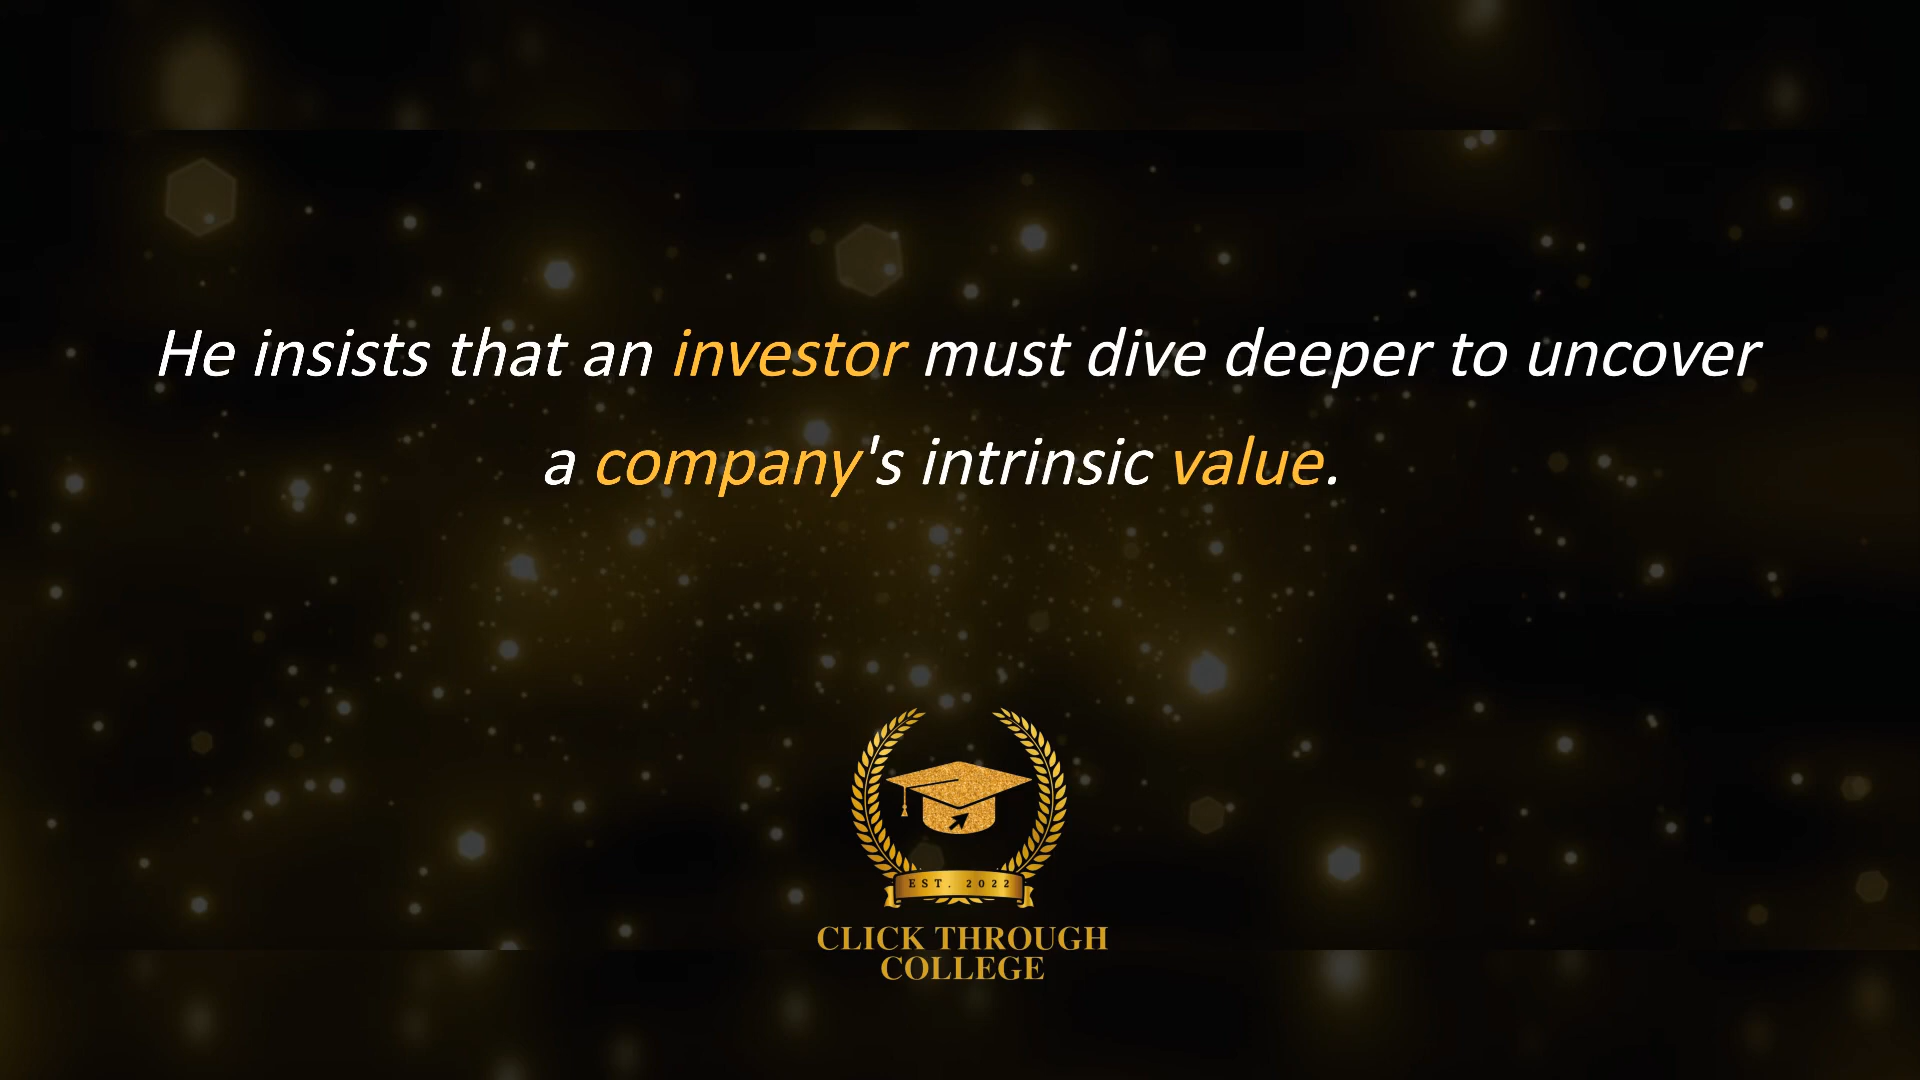 He insists that an investor must dive deeper to uncover
a company's intrinsic value.
EST. 2022
CLICK THROUGH
COLLEGE